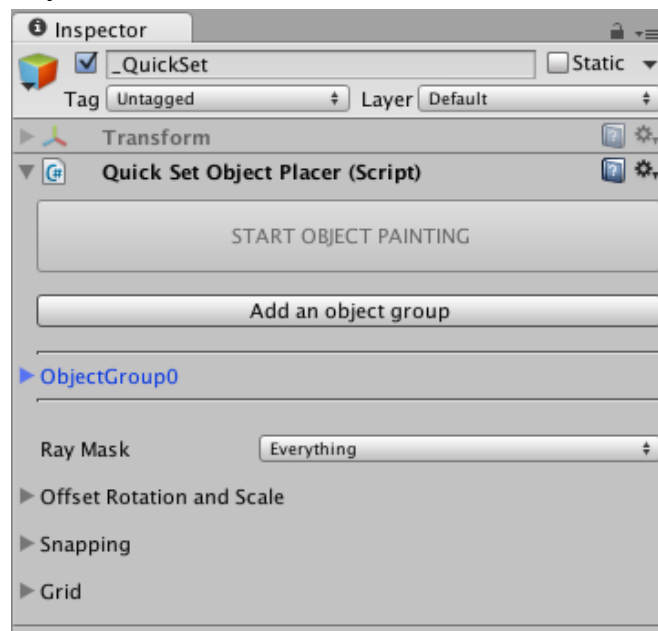 Inspector
_QuickSet Static
Tag Untagged Layer Default
Transform
Quick Set Object Placer (Script)
START OBJECT PAINTING
Add an object group
ObjectGroup0
Ray Mask Everything
Offset Rotation and Scale
Snapping
Grid